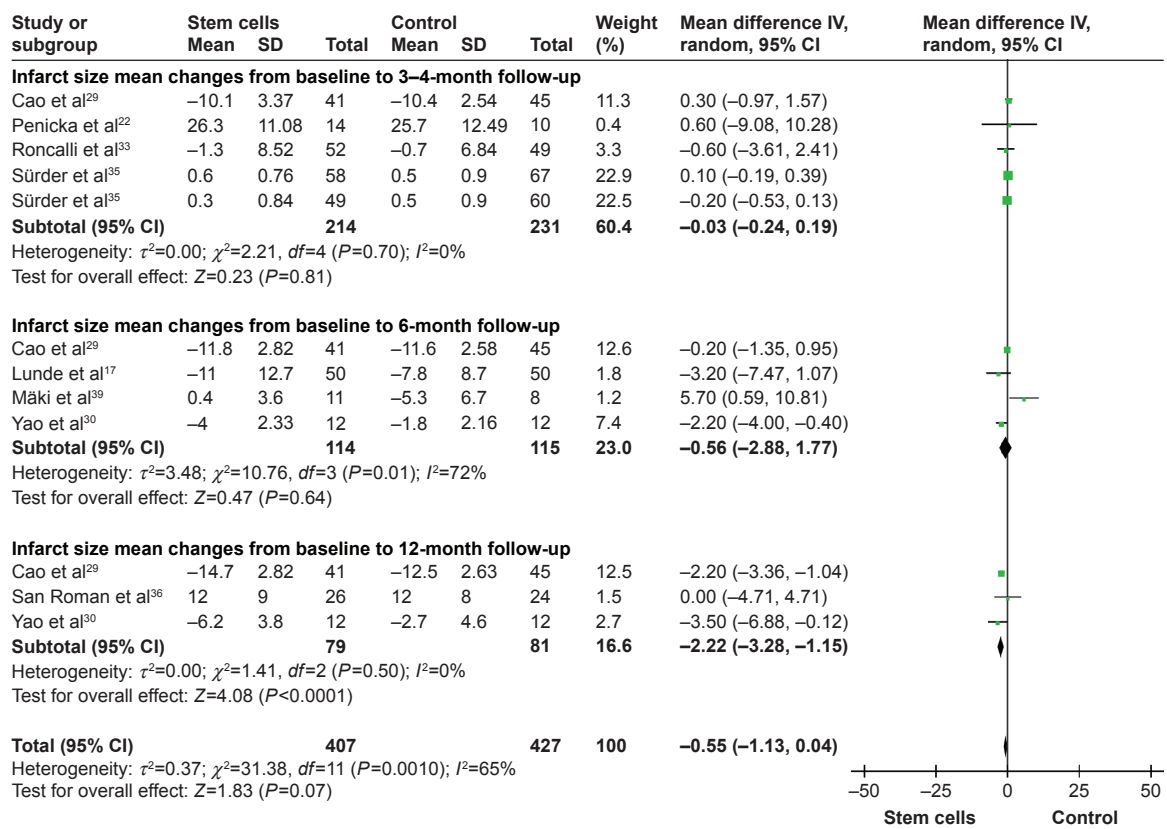 Study or subgroup Stem cells Control Weight (%) Mean difference IV, random, 95% CI Mean difference IV, random, 95% CI
Mean SD Total Mean SD Total
Infarct size mean changes from baseline to 3–4-month follow-up
Cao et al²⁹ –10.1 3.37 41 –10.4 2.54 45 11.3 0.30 (–0.97, 1.57)
Penicka et al²² 26.3 11.08 14 25.7 12.49 10 0.4 0.60 (–9.08, 10.28)
Roncalli et al³³ –1.3 8.52 52 –0.7 6.84 49 3.3 –0.60 (–3.61, 2.41)
Sürder et al³⁵ 0.6 0.76 58 0.5 0.9 67 22.9 0.10 (–0.19, 0.39)
Sürder et al³⁵ 0.3 0.84 49 0.5 0.9 60 22.5 –0.20 (–0.53, 0.13)
Subtotal (95% CI) 214 231 60.4 –0.03 (–0.24, 0.19)
Heterogeneity: τ²=0.00; χ²=2.21, df=4 (P=0.70); I²=0%
Test for overall effect: Z=0.23 (P=0.81)
Infarct size mean changes from baseline to 6-month follow-up
Cao et al²⁹ –11.8 2.82 41 –11.6 2.58 45 12.6 –0.20 (–1.35, 0.95)
Lunde et al¹⁷ –11 12.7 50 –7.8 8.7 50 1.8 –3.20 (–7.47, 1.07)
Mäki et al³⁹ 0.4 3.6 11 –5.3 6.7 8 1.2 5.70 (0.59, 10.81)
Yao et al³⁰ –4 2.33 12 –1.8 2.16 12 7.4 –2.20 (–4.00, –0.40)
Subtotal (95% CI) 114 115 23.0 –0.56 (–2.88, 1.77)
Heterogeneity: τ²=3.48; χ²=10.76, df=3 (P=0.01); I²=72%
Test for overall effect: Z=0.47 (P=0.64)
Infarct size mean changes from baseline to 12-month follow-up
Cao et al²⁹ –14.7 2.82 41 –12.5 2.63 45 12.5 –2.20 (–3.36, –1.04)
San Roman et al³⁶ 12 9 26 12 8 24 1.5 0.00 (–4.71, 4.71)
Yao et al³⁰ –6.2 3.8 12 –2.7 4.6 12 2.7 –3.50 (–6.88, –0.12)
Subtotal (95% CI) 79 81 16.6 –2.22 (–3.28, –1.15)
Heterogeneity: τ²=0.00; χ²=1.41, df=2 (P=0.50); I²=0%
Test for overall effect: Z=4.08 (P<0.0001)
Total (95% CI) 407 427 100 –0.55 (–1.13, 0.04)
Heterogeneity: τ²=0.37; χ²=31.38, df=11 (P=0.0010); I²=65%
Test for overall effect: Z=1.83 (P=0.07)
–50 –25 0 25 50
Stem cells Control